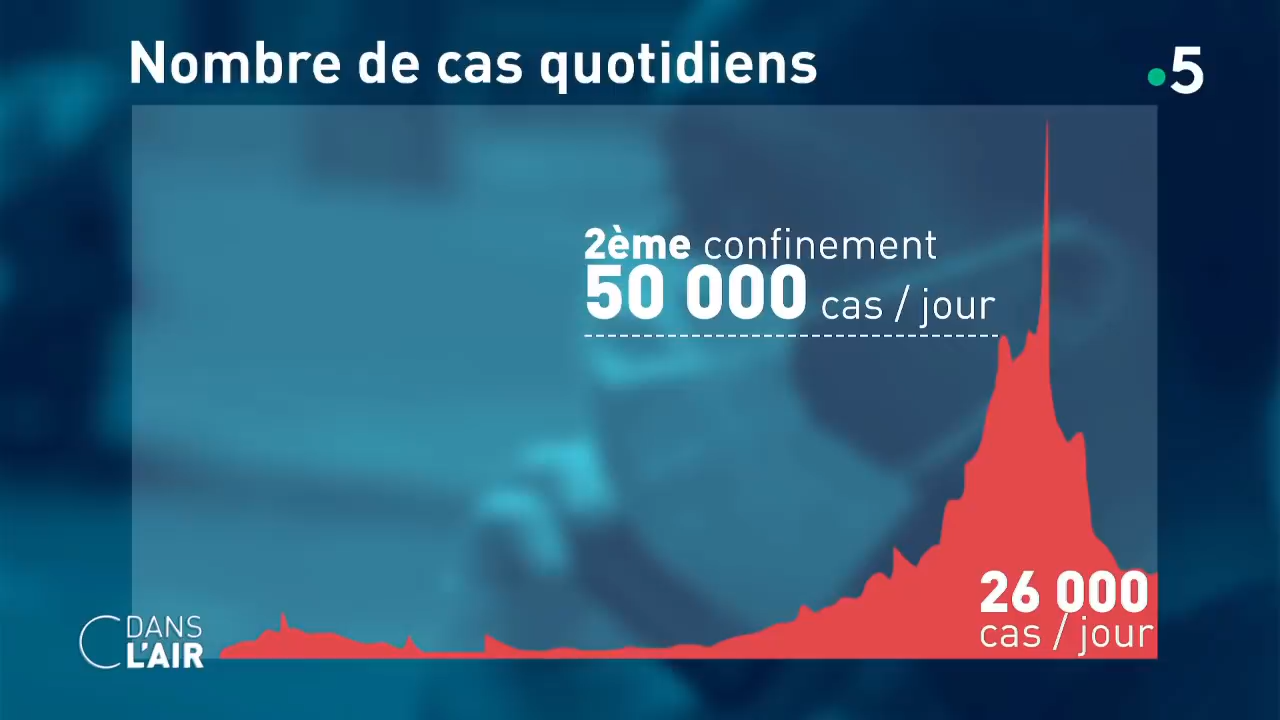 Nombre de cas quotidiens
5
2ème confinement
50 000 cas / jour
26 000
cas / jour
C DANS
L'AIR